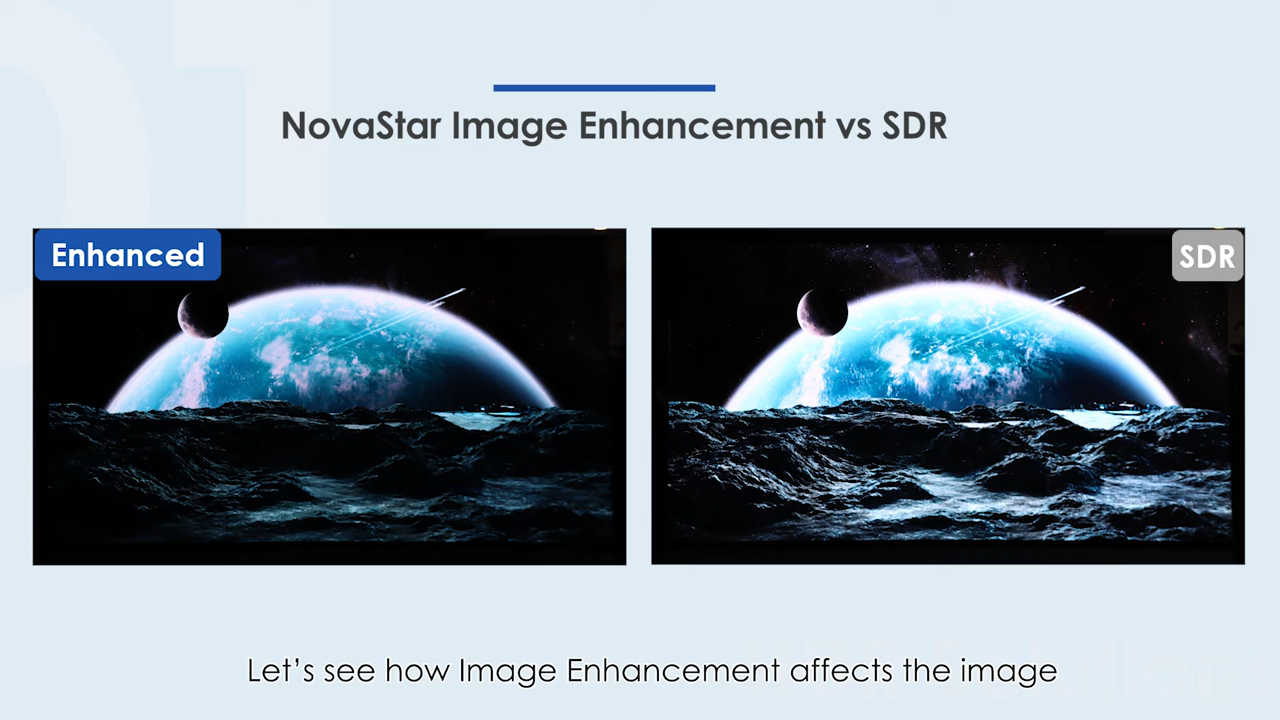 NovaStar Image Enhancement vs SDR
Enhanced
SDR
Let's see how Image Enhancement affects the image